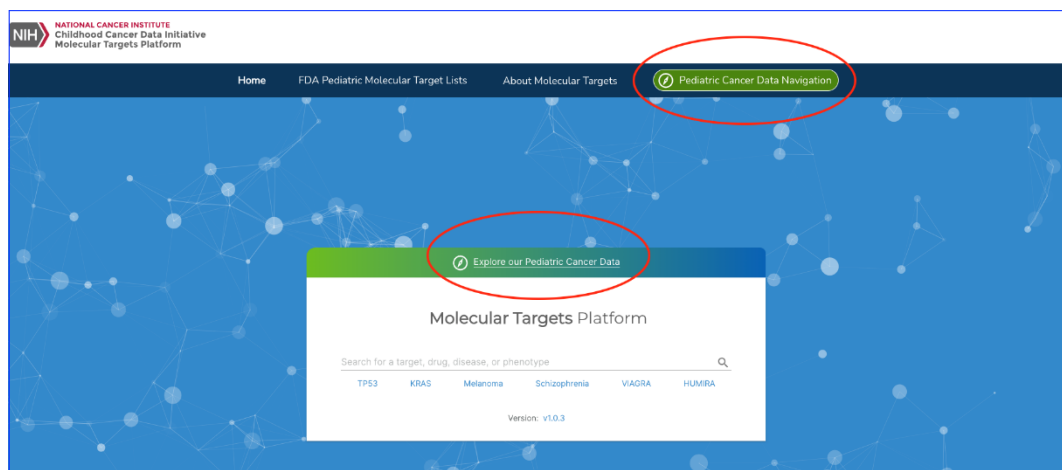 NIH
NATIONAL CANCER INSTITUTE
Childhood Cancer Data Initiative
Molecular Targets Platform
Home FDA Pediatric Molecular Target Lists About Molecular Targets Pediatric Cancer Data Navigation
Explore our Pediatric Cancer Data
Molecular Targets Platform
Search for a target, drug, disease, or phenotype
TP53 KRAS Melanoma Schizophrenia VIAGRA HUMIRA
Version: v1.0.3